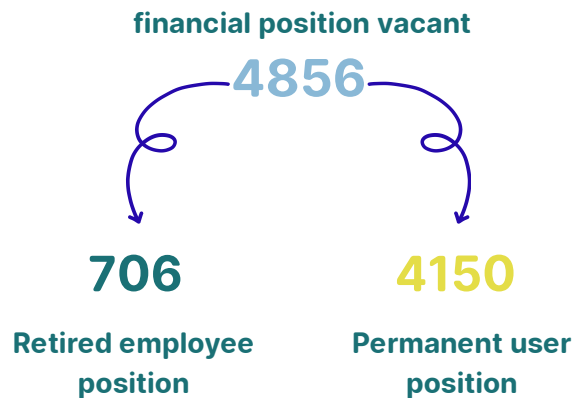 financial position vacant
4856
706
4150
Retired employee
position
Permanent user
position